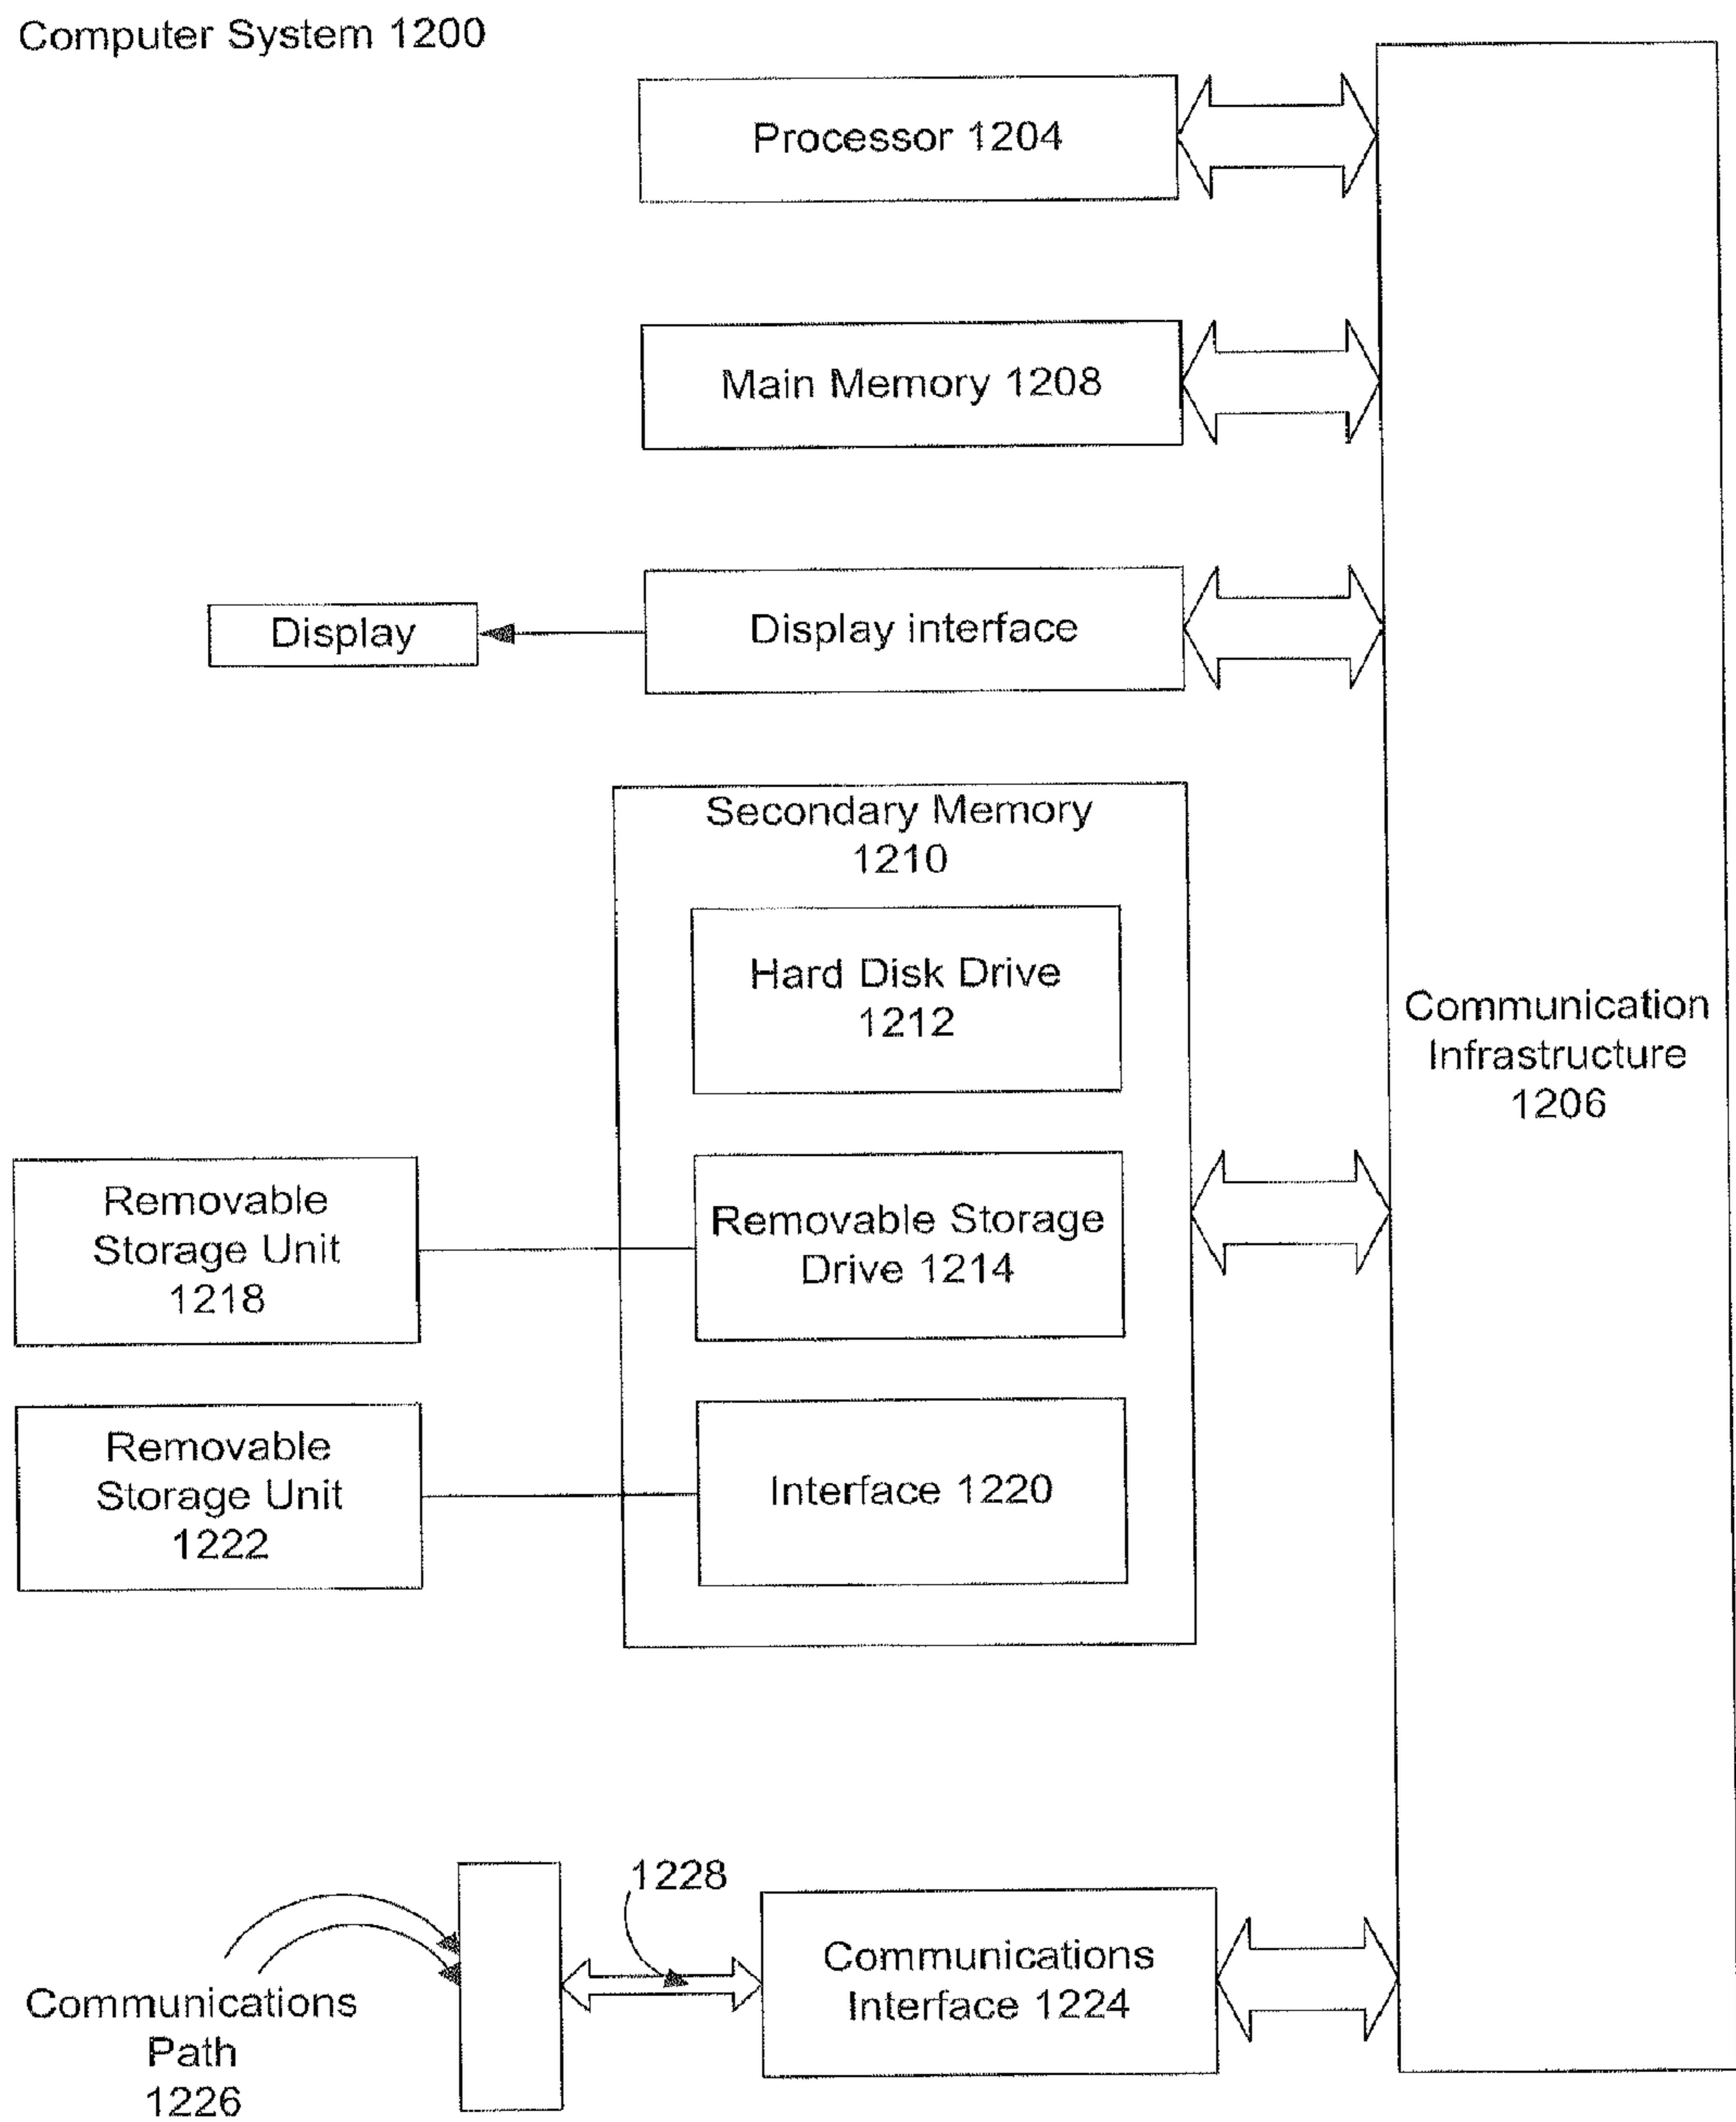 Computer System 1200
Processor 1204
Main Memory 1208
Display
Display interface
Secondary Memory
1210
Hard Disk Drive
1212
Communication
Infrastructure
1206
Removable
Storage Unit
1218
Removable Storage
Drive 1214
Removable
Storage Unit
1222
Interface 1220
1228
Communications
Path
1226
Communications
Interface 1224